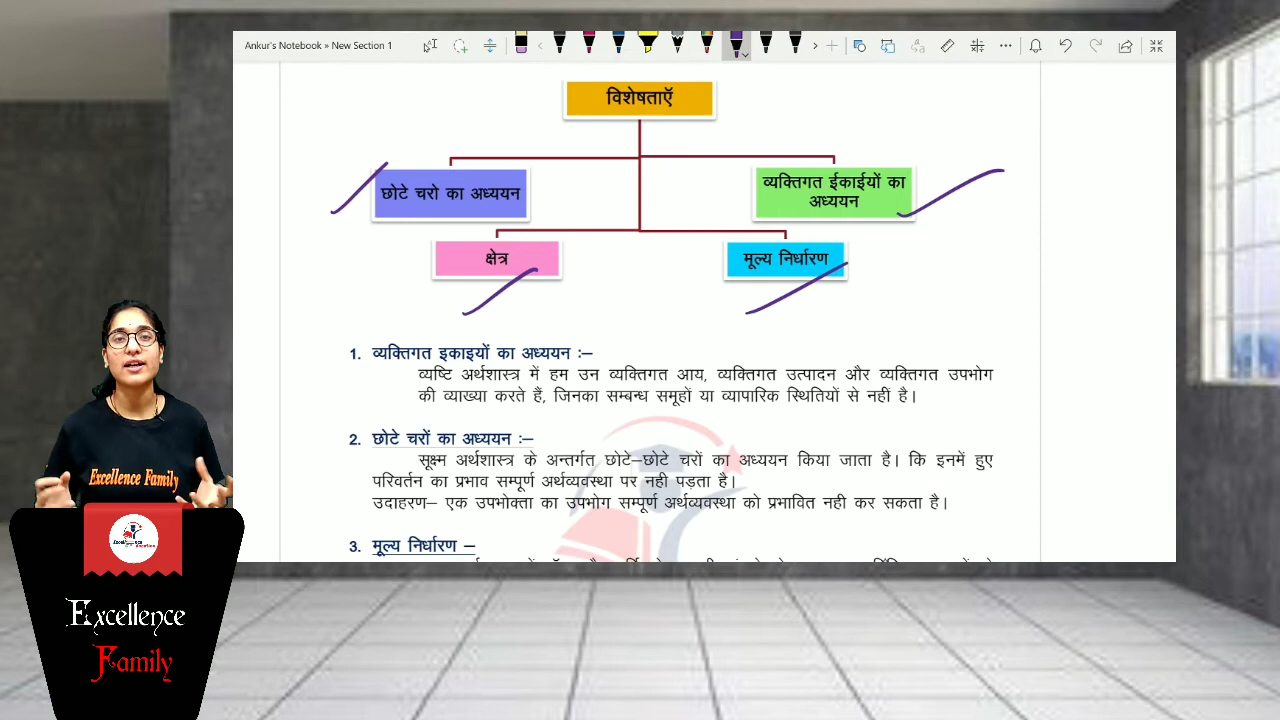 Ankur's Notebook » New Section 1
विशेषताऍ
छोटे चरो का अध्ययन
व्यक्तिगत ईकाईयों का
अध्ययन
क्षेत्र
मूल्य निर्धारण
1. व्यक्तिगत इकाइयों का अध्ययन :–
व्यष्टि अर्थशास्त्र में हम उन व्यक्तिगत आय, व्यक्तिगत उत्पादन और व्यक्तिगत उपभोग
की व्याख्या करते हैं, जिनका सम्बन्ध समूहों या व्यापारिक स्थितियों से नहीं है।
2. छोटे चरों का अध्ययन :–
सूक्ष्म अर्थशास्त्र के अन्तर्गत छोटे–छोटे चरों का अध्ययन किया जाता है। कि इनमें हुए
परिवर्तन का प्रभाव सम्पूर्ण अर्थव्यवस्था पर नही पड़ता है।
उदाहरण– एक उपभोक्ता का उपभोग सम्पूर्ण अर्थव्यवस्था को प्रभावित नही कर सकता है।
3. मूल्य निर्धारण –
Excellence Family
Excellence
Family